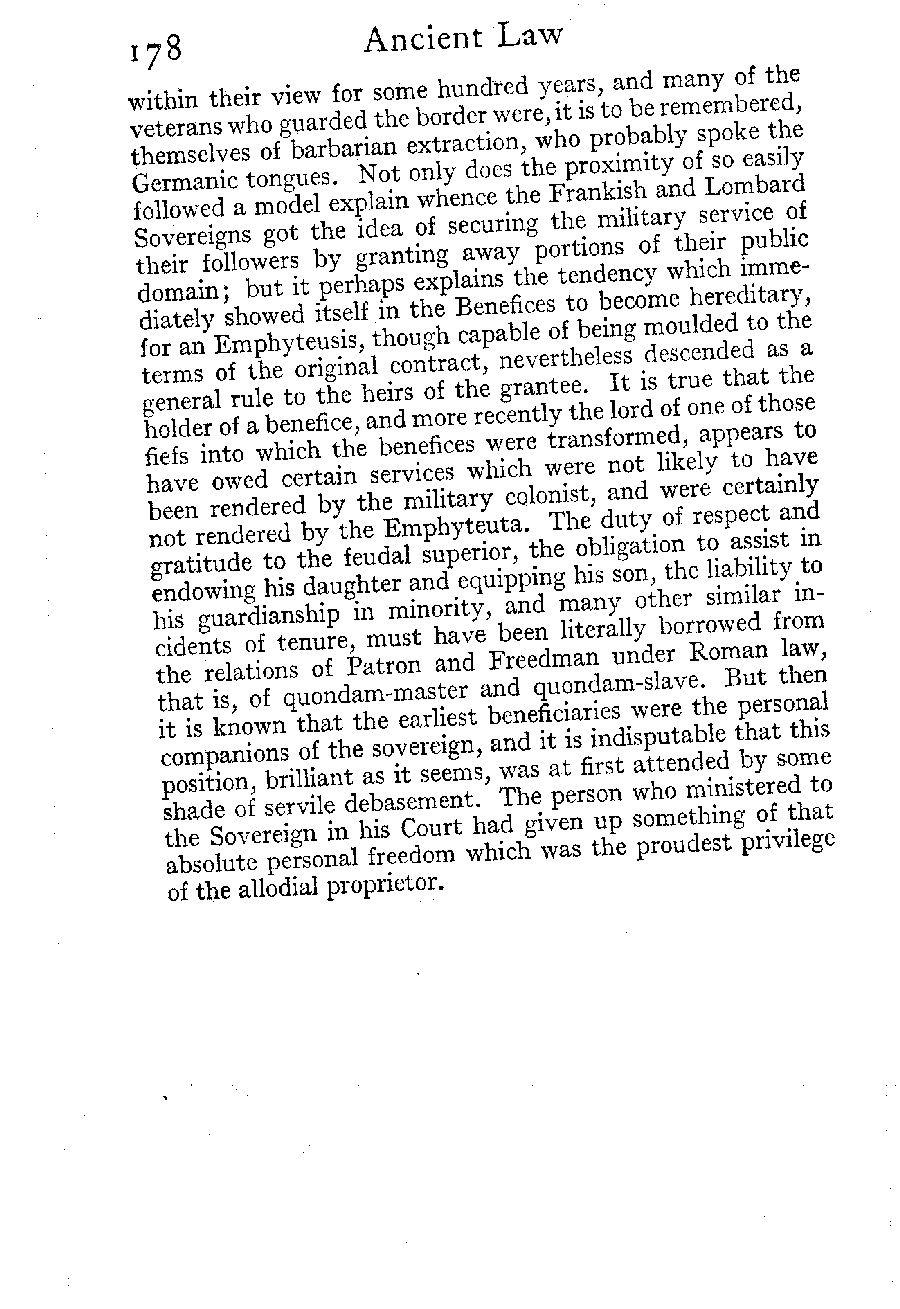 178 Ancient Law
within their view for some hundred years, and many of the
veterans who guarded the border were, it is to be remembered,
themselves of barbarian extraction, who probably spoke the
Germanic tongues. Not only does the proximity of so easily
followed a model explain whence the Frankish and Lombard
Sovereigns got the idea of securing the military service of
their followers by granting away portions of their public
domain; but it perhaps explains the tendency which imme-
diately showed itself in the Benefices to become hereditary,
for an Emphyteusis, though capable of being moulded to the
terms of the original contract, nevertheless descended as a
general rule to the heirs of the grantee. It is true that the
holder of a benefice, and more recently the lord of one of those
fiefs into which the benefices were transformed, appears to
have owed certain services which were not likely to have
been rendered by the military colonist, and were certainly
not rendered by the Emphyteuta. The duty of respect and
gratitude to the feudal superior, the obligation to assist in
endowing his daughter and equipping his son, the liability to
his guardianship in minority, and many other similar in-
cidents of tenure, must have been literally borrowed from
the relations of Patron and Freedman under Roman law,
that is, of quondam-master and quondam-slave. But then
it is known that the earliest beneficiaries were the personal
companions of the sovereign, and it is indisputable that this
position, brilliant as it seems, was at first attended by some
shade of servile debasement. The person who ministered to
the Sovereign in his Court had given up something of that
absolute personal freedom which was the proudest privilege
of the allodial proprietor.